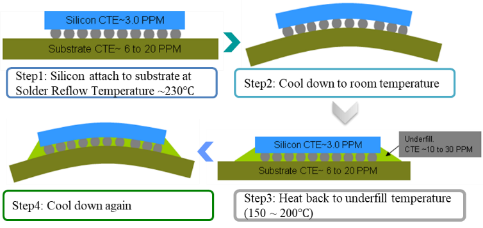 Silicon CTE~3.0 PPM
Substrate CTE~ 6 to 20 PPM
Step1: Silicon attach to substrate at
Solder Reflow Temperature ~230℃
Step2: Cool down to room temperature
Silicon CTE~3.0 PPM
Substrate CTE~ 6 to 20 PPM
Underfill,
CTE ~10 to 30 PPM
Step3: Heat back to underfill temperature
(150 ~ 200℃)
Step4: Cool down again